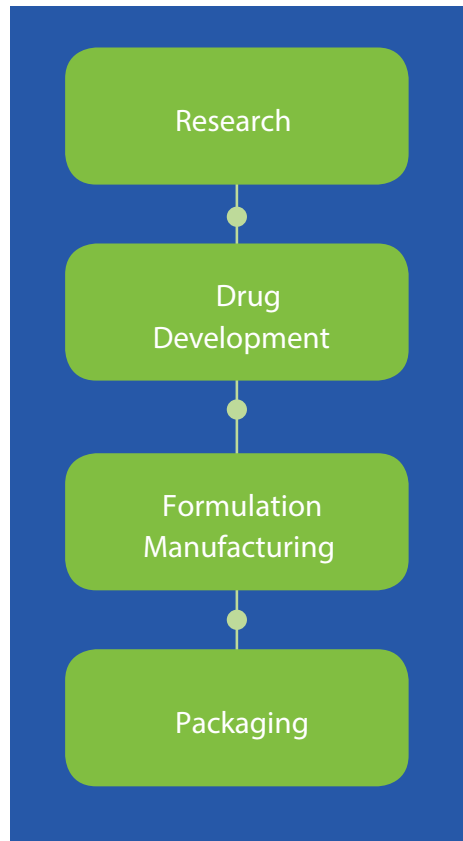 Research
Drug
Development
Formulation
Manufacturing
Packaging